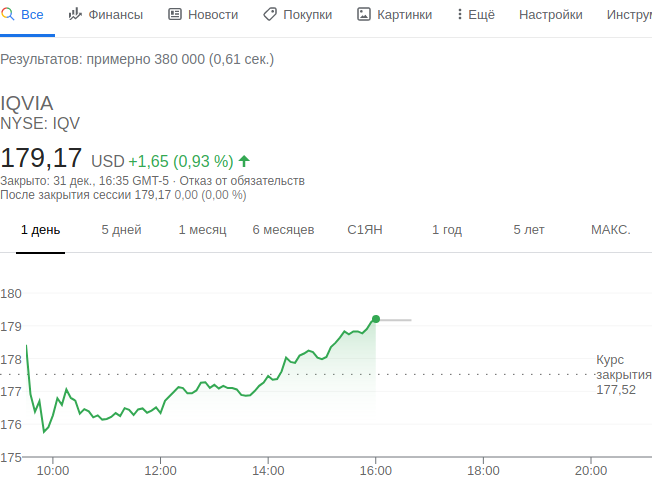 Все Финансы Новости Покупки Картинки Ещё Настройки Инстру
Результатов: примерно 380 000 (0,61 сек.)
IQVIA
NYSE: IQV
179,17 USD +1,65 (0,93 %)
Закрыто: 31 дек., 16:35 GMT-5 · Отказ от обязательств
После закрытия сессии 179,17 0,00 (0,00 %)
1 день 5 дней 1 месяц 6 месяцев С1ЯН 1 год 5 лет МАКС.
180
179
178
177
176
175
Курс
закрытия
177,52
10:00 12:00 14:00 16:00 18:00 20:00